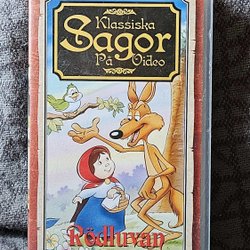 Klassiska
Sagor
På Video
Rödluvan